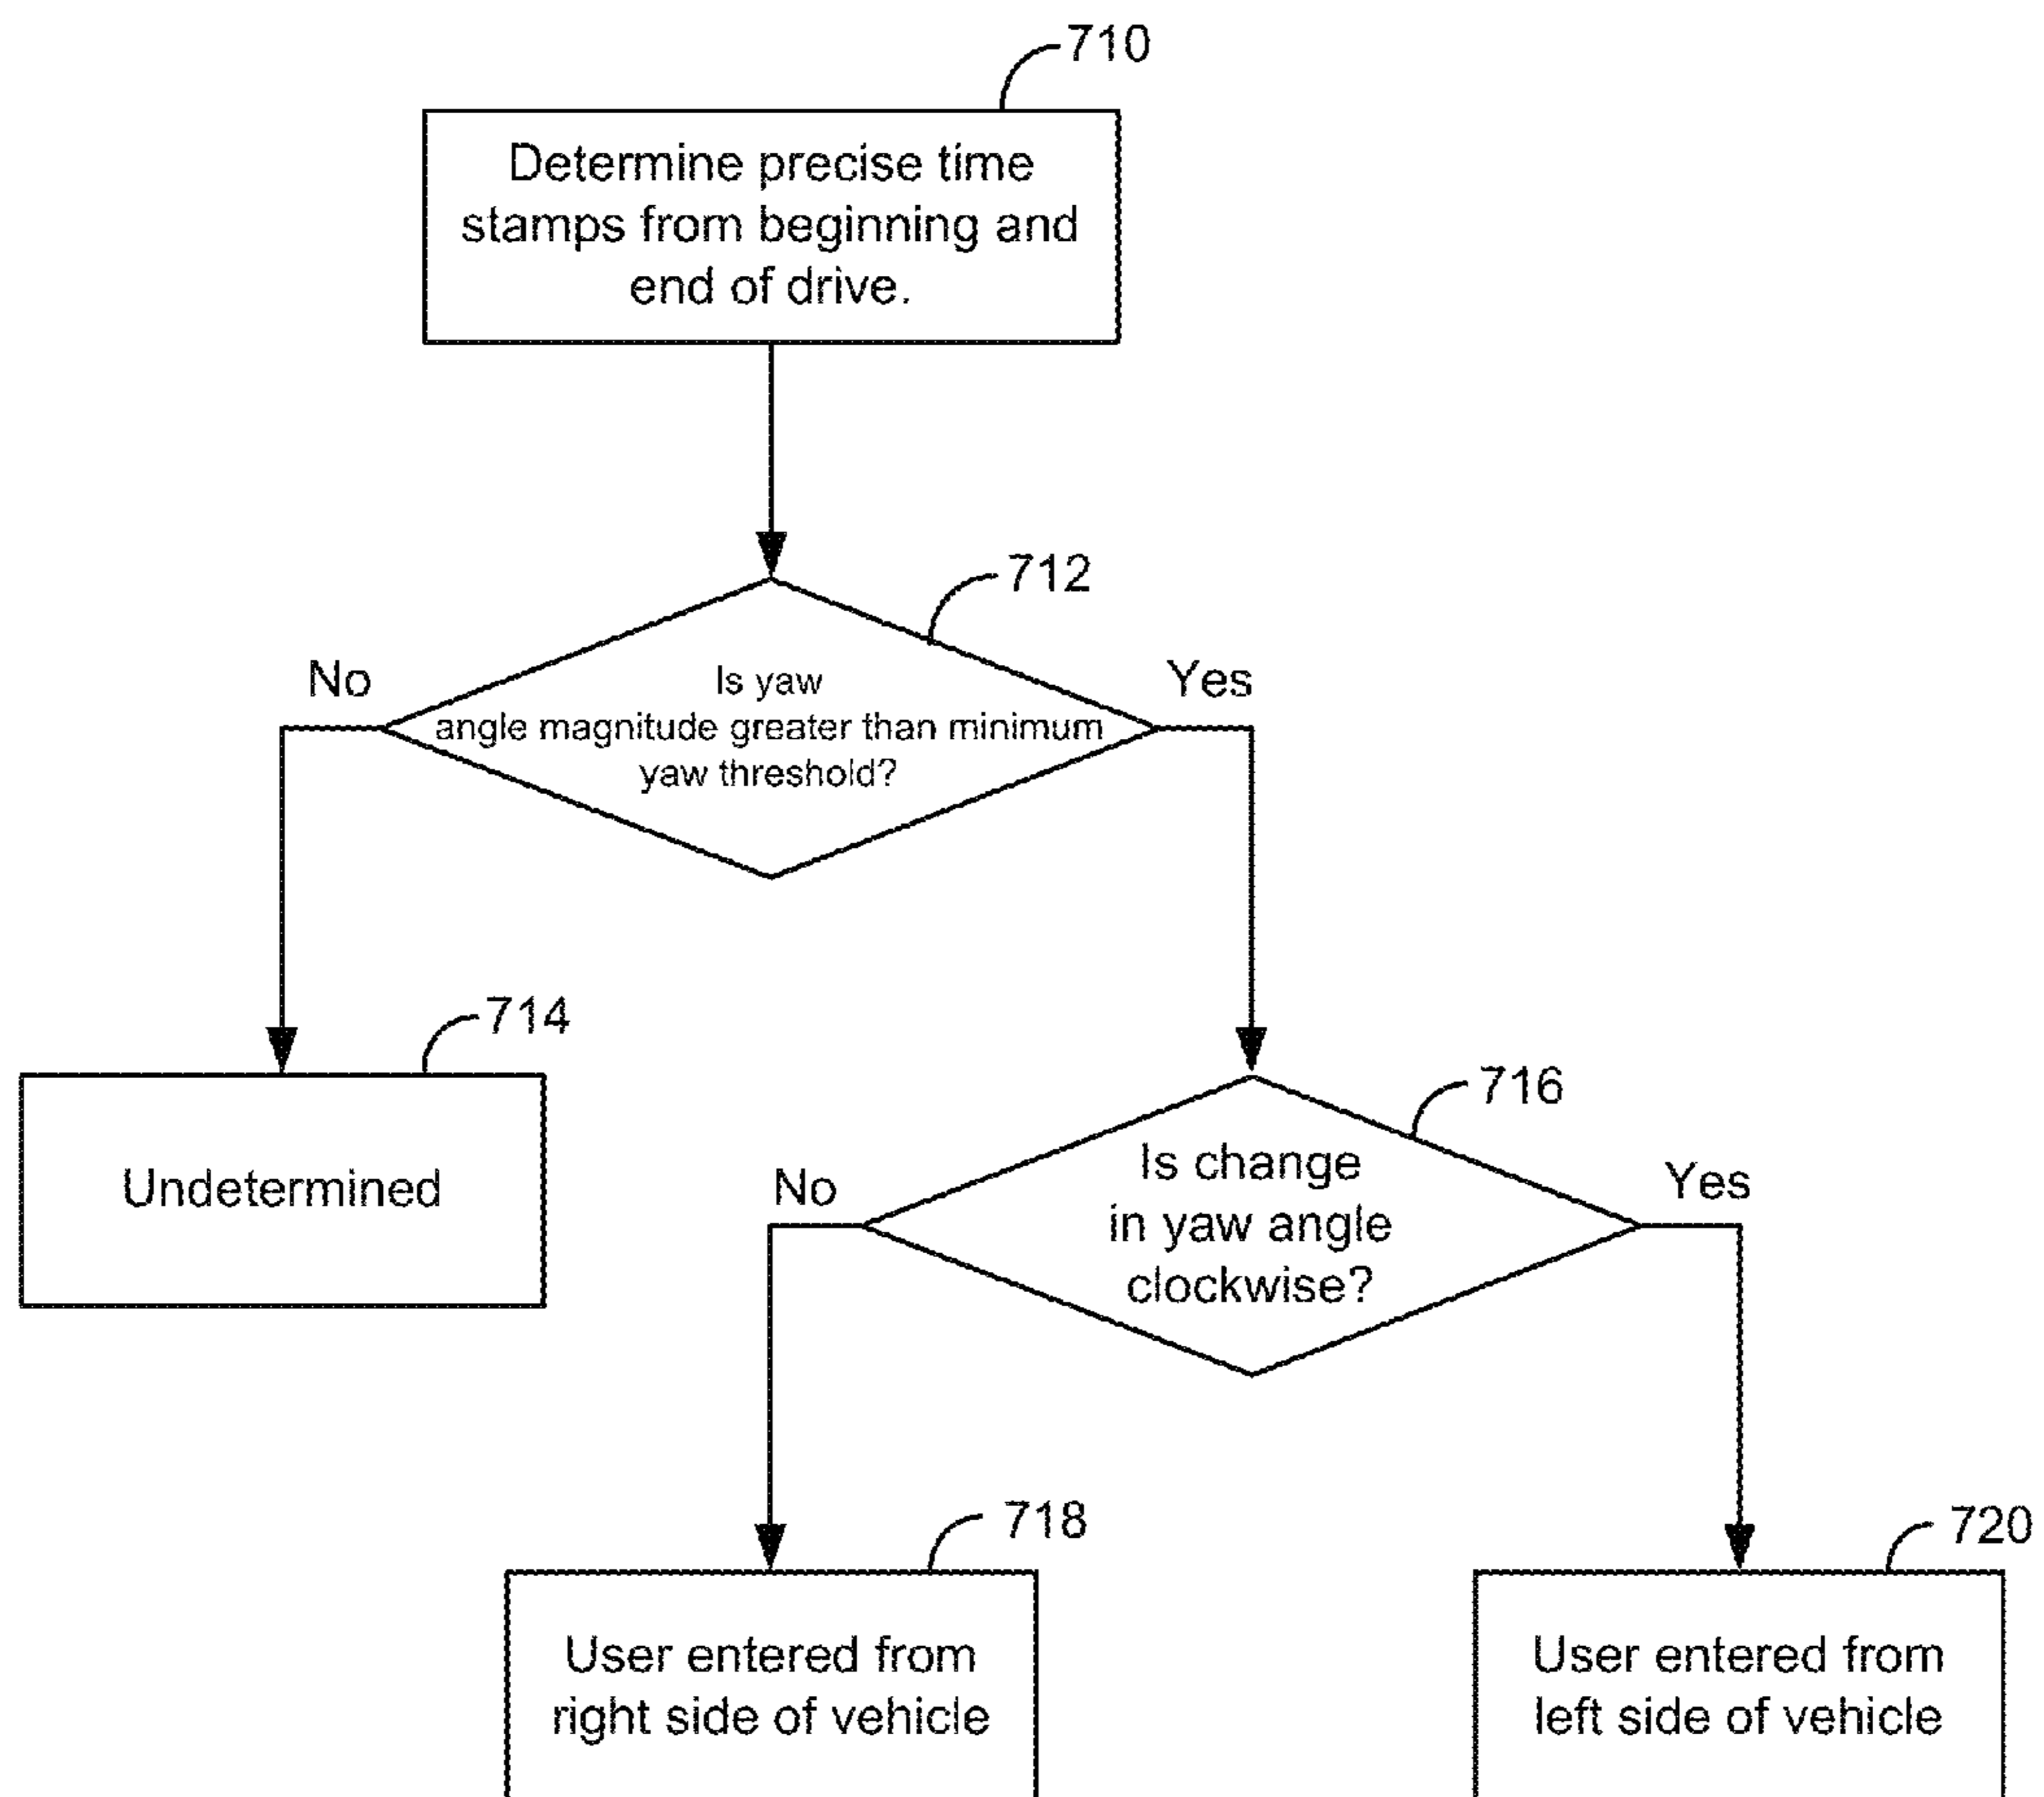 710
Determine precise time
stamps from beginning and
end of drive.
712
No
Yes
Is yaw
angle magnitude greater than minimum
yaw threshold?
714
Undetermined
716
No
Yes
Is change
in yaw angle
clockwise?
718
User entered from
right side of vehicle
720
User entered from
left side of vehicle